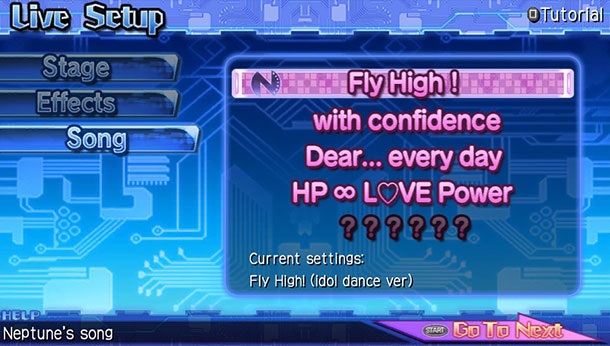 Live Setup
Tutorial
Stage
Effects
Song
N
Fly High !
with confidence
Dear... every day
HP ∞ L♡VE Power
? ? ? ? ? ?
Current settings:
Fly High! (Idol dance ver)
HELP
START Go To Next
Neptune's song